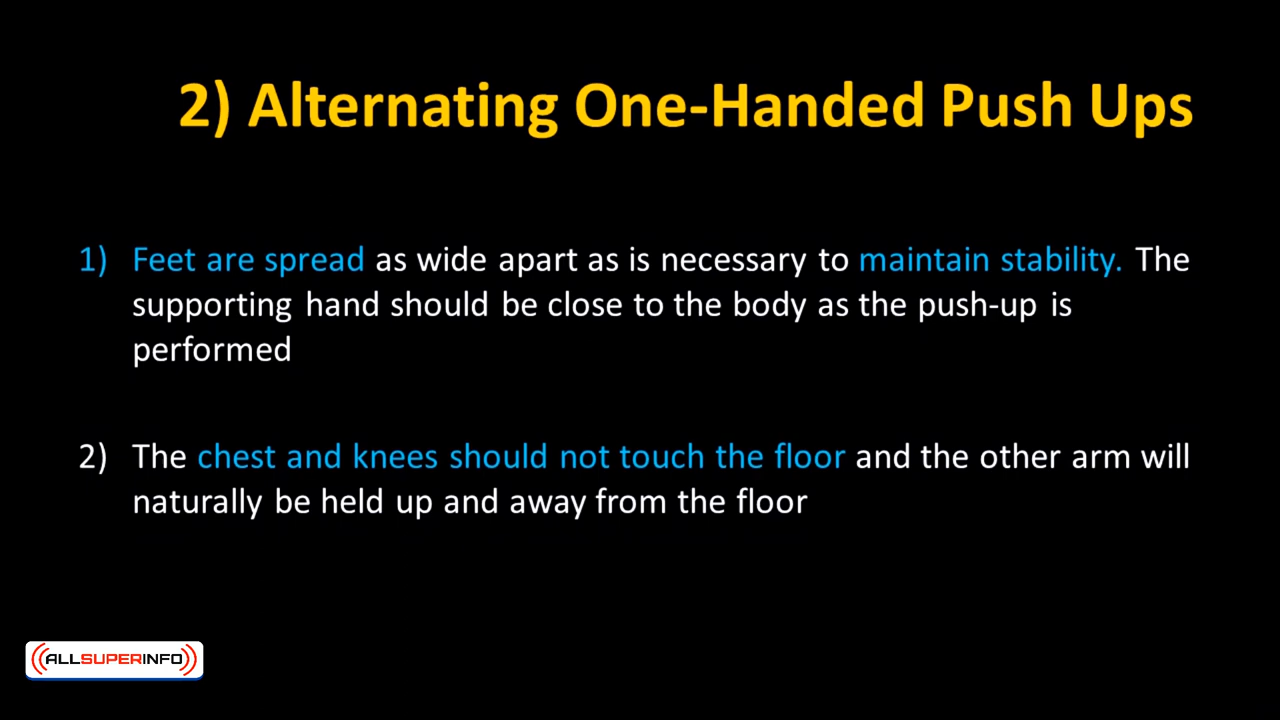 2) Alternating One-Handed Push Ups
1) Feet are spread as wide apart as is necessary to maintain stability. The
supporting hand should be close to the body as the push-up is
performed
2) The chest and knees should not touch the floor and the other arm will
naturally be held up and away from the floor
ALLSUPERINFO